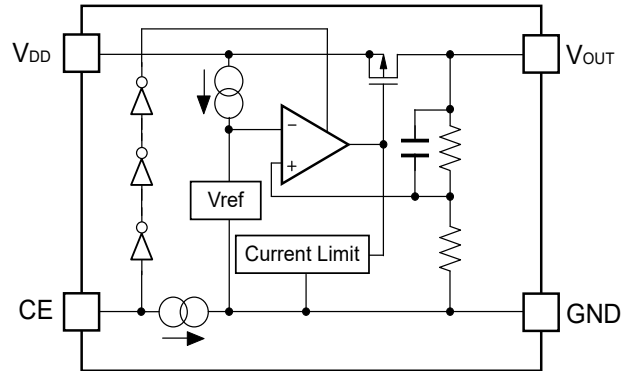 VDD
VOUT
−
+
Vref
Current Limit
CE
GND